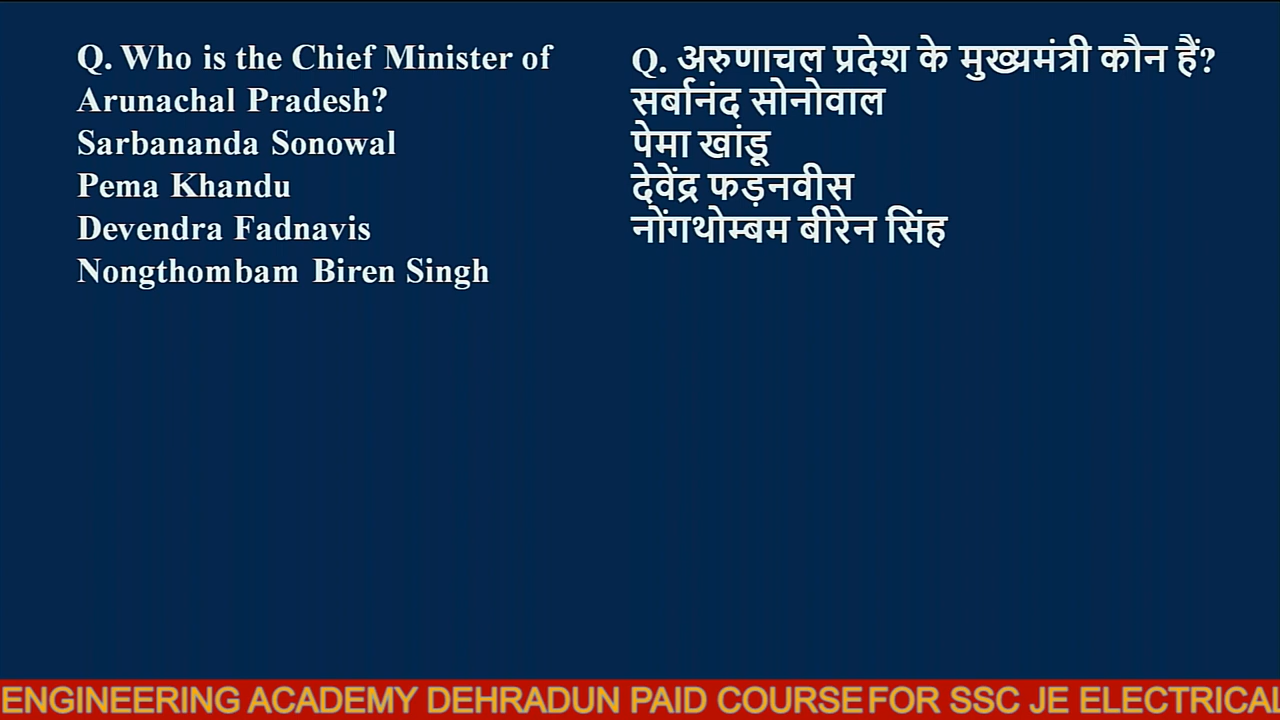 Q. Who is the Chief Minister of
Arunachal Pradesh?
Sarbananda Sonowal
Pema Khandu
Devendra Fadnavis
Nongthombam Biren Singh
Q. अरुणाचल प्रदेश के मुख्यमंत्री कौन हैं?
सर्बानंद सोनोवाल
पेमा खांडू
देवेंद्र फड़नवीस
नोंगथोम्बम बीरेन सिंह
ENGINEERING ACADEMY DEHRADUN PAID COURSE FOR SSC JE ELECTRICAL